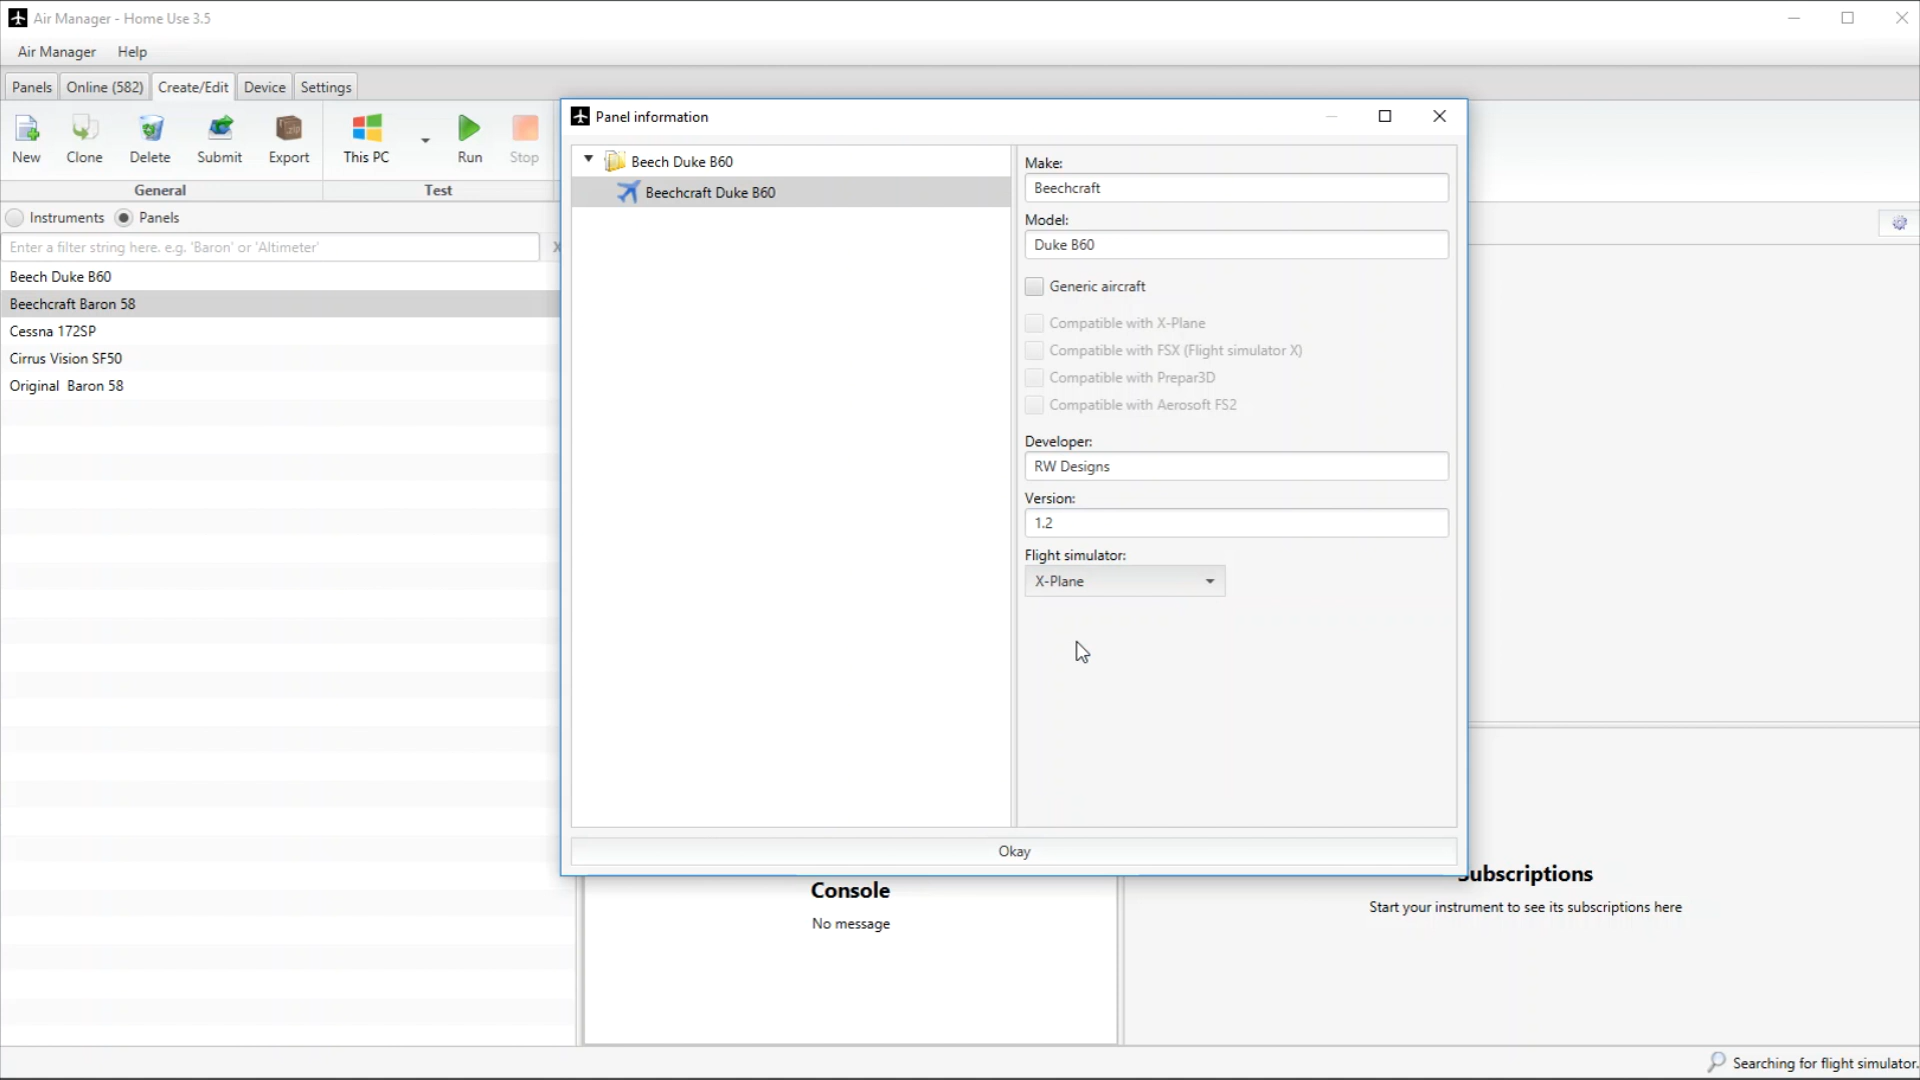 Air Manager - Home Use 3.5
Air Manager Help
Panels Online (582) Create/Edit Device Settings
New Clone Delete Submit Export This PC Run Stop
General Test
Instruments Panels
Enter a filter string here. e.g. 'Baron' or 'Altimeter' X
Beech Duke B60
Beechcraft Baron 58
Cessna 172SP
Cirrus Vision SF50
Original Baron 58
Panel information
Beech Duke B60
Beechcraft Duke B60
Make:
Beechcraft
Model:
Duke B60
Generic aircraft
Compatible with X-Plane
Compatible with FSX (Flight simulator X)
Compatible with Prepar3D
Compatible with Aerosoft FS2
Developer:
RW Designs
Version:
1.2
Flight simulator:
X-Plane
Okay
Console
No message
Subscriptions
Start your instrument to see its subscriptions here
Searching for flight simulator.